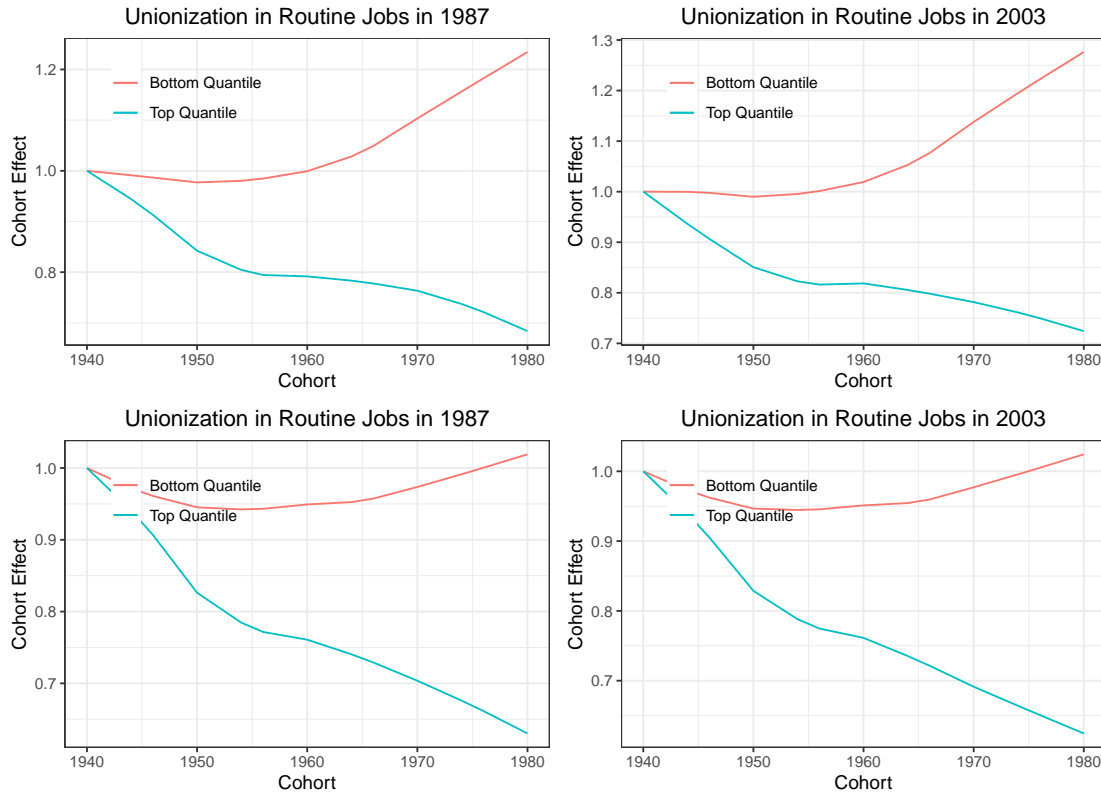 Unionization in Routine Jobs in 1987
Cohort Effect
1.2
1.0
0.8
Bottom Quantile
Top Quantile
1940 1950 1960 1970 1980
Cohort
Unionization in Routine Jobs in 2003
Cohort Effect
1.3
1.2
1.1
1.0
0.9
0.8
0.7
Bottom Quantile
Top Quantile
1940 1950 1960 1970 1980
Cohort
Unionization in Routine Jobs in 1987
Cohort Effect
1.0
0.9
0.8
0.7
Bottom Quantile
Top Quantile
1940 1950 1960 1970 1980
Cohort
Unionization in Routine Jobs in 2003
Cohort Effect
1.0
0.9
0.8
0.7
Bottom Quantile
Top Quantile
1940 1950 1960 1970 1980
Cohort